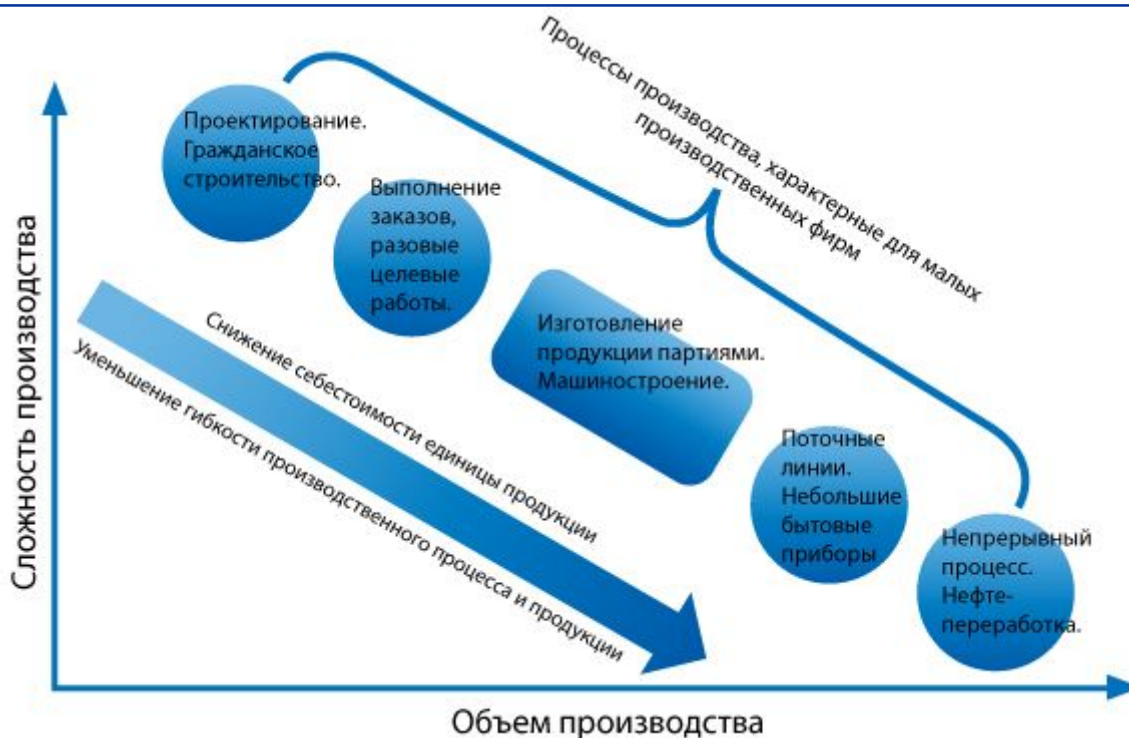 Процессы производства, характерные для малых
производственных фирм
Сложность производства
Проектирование.
Гражданское
строительство.
Выполнение
заказов,
разовые
целевые
работы.
Изготовление
продукции партиями.
Машиностроение.
Поточные
линии.
Небольшие
бытовые
приборы
Непрерывный
процесс.
Нефте-
переработка.
Снижение себестоимости единицы продукции
Уменьшение гибкости производственного процесса и продукции
Объем производства